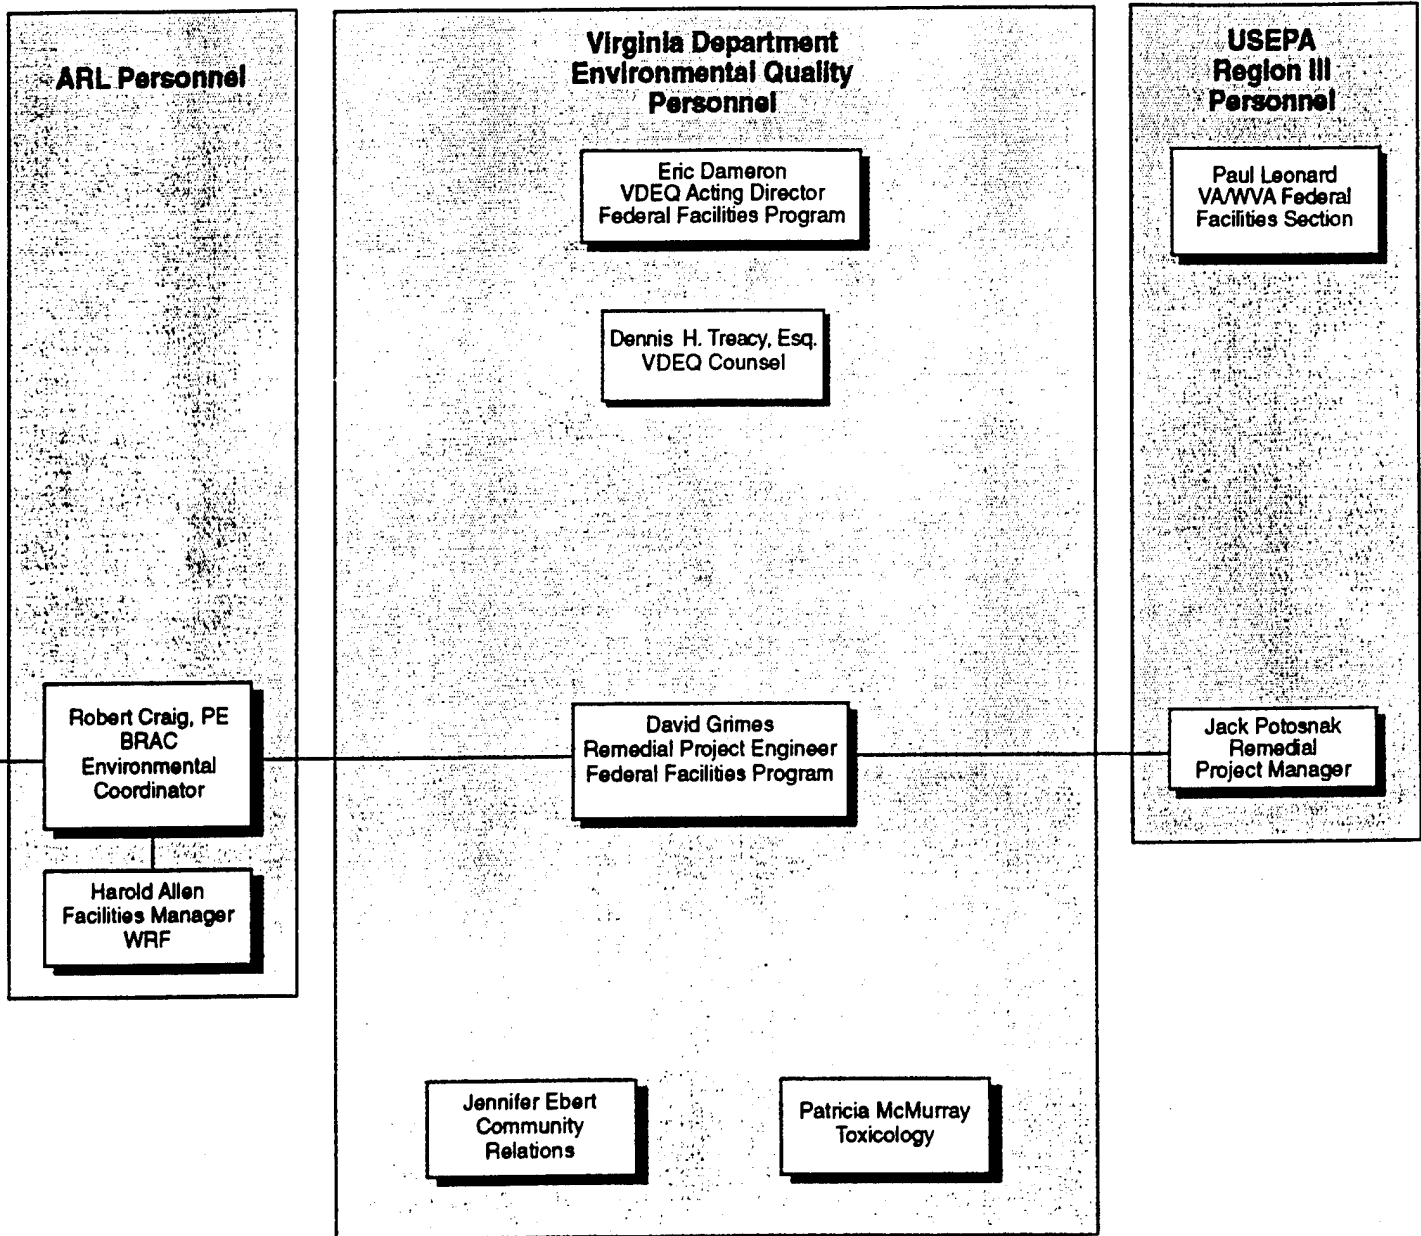 ARL Personnel
Robert Craig, PE
BRAC
Environmental
Coordinator
Harold Allen
Facilities Manager
WRF
Virginia Department
Environmental Quality
Personnel
Eric Dameron
VDEQ Acting Director
Federal Facilities Program
Dennis H. Treacy, Esq.
VDEQ Counsel
David Grimes
Remedial Project Engineer
Federal Facilities Program
Jennifer Ebert
Community
Relations
Patricia McMurray
Toxicology
USEPA
Region III
Personnel
Paul Leonard
VA/WVA Federal
Facilities Section
Jack Potosnak
Remedial
Project Manager